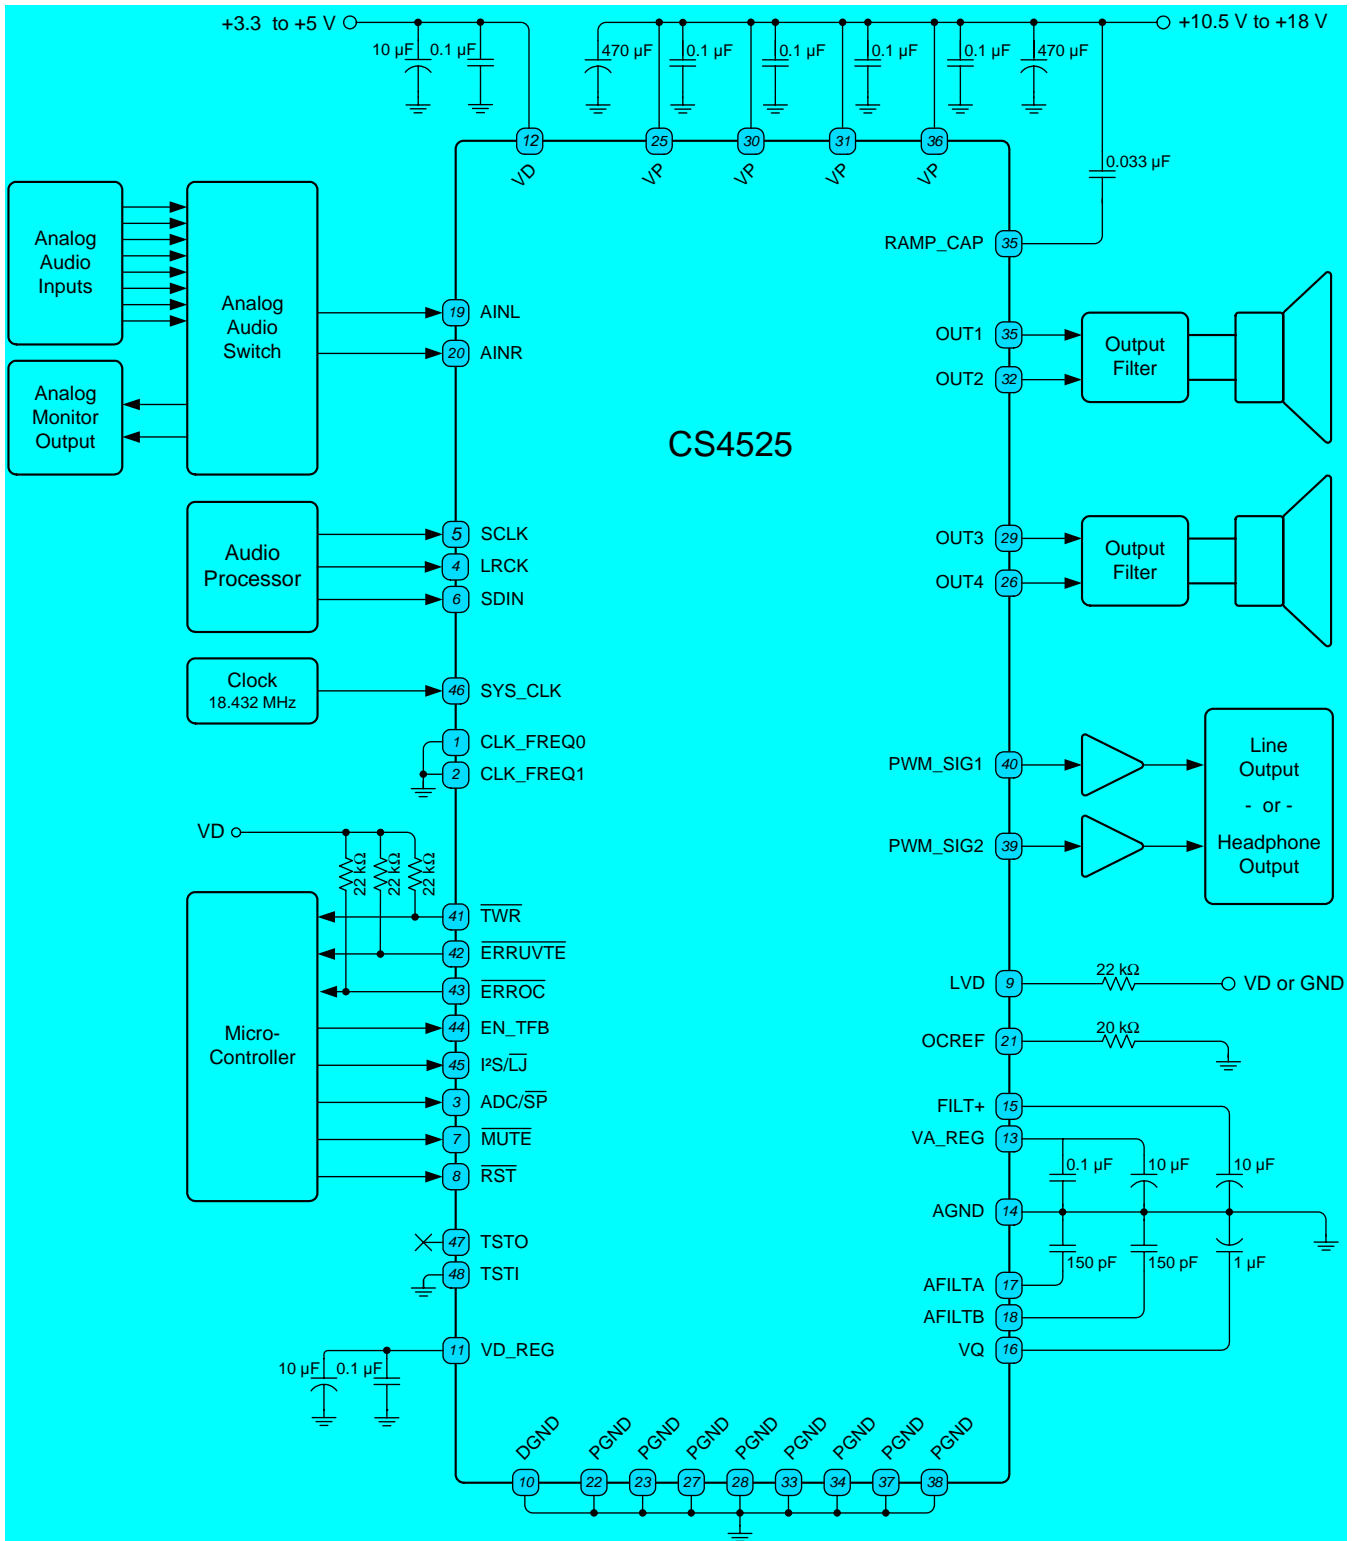 +3.3 to +5 V
+10.5 V to +18 V
10 µF
0.1 µF
470 µF
0.1 µF
0.1 µF
0.1 µF
0.1 µF
470 µF
12
25
30
31
36
VD
VP
VP
VP
VP
0.033 µF
RAMP_CAP
35
Analog
Audio
Inputs
Analog
Audio
Switch
Analog
Monitor
Output
19
AINL
20
AINR
OUT1
35
OUT2
32
Output
Filter
CS4525
Audio
Processor
5
SCLK
4
LRCK
6
SDIN
OUT3
29
OUT4
26
Output
Filter
Clock
18.432 MHz
46
SYS_CLK
1
CLK_FREQ0
2
CLK_FREQ1
PWM_SIG1
40
PWM_SIG2
39
Line
Output
- or -
Headphone
Output
VD
22 kΩ
22 kΩ
22 kΩ
Micro-
Controller
41
TWR
42
ERRUVTE
43
ERROC
44
EN_TFB
45
I²S/LJ
3
ADC/SP
7
MUTE
8
RST
LVD
9
22 kΩ
VD or GND
OCREF
21
20 kΩ
FILT+
15
VA_REG
13
0.1 µF
10 µF
10 µF
AGND
14
150 pF
150 pF
1 µF
AFILTA
17
AFILTB
18
VQ
16
47
TSTO
48
TSTI
11
VD_REG
10 µF
0.1 µF
DGND
PGND
PGND
PGND
PGND
PGND
PGND
PGND
PGND
10
22
23
27
28
33
34
37
38